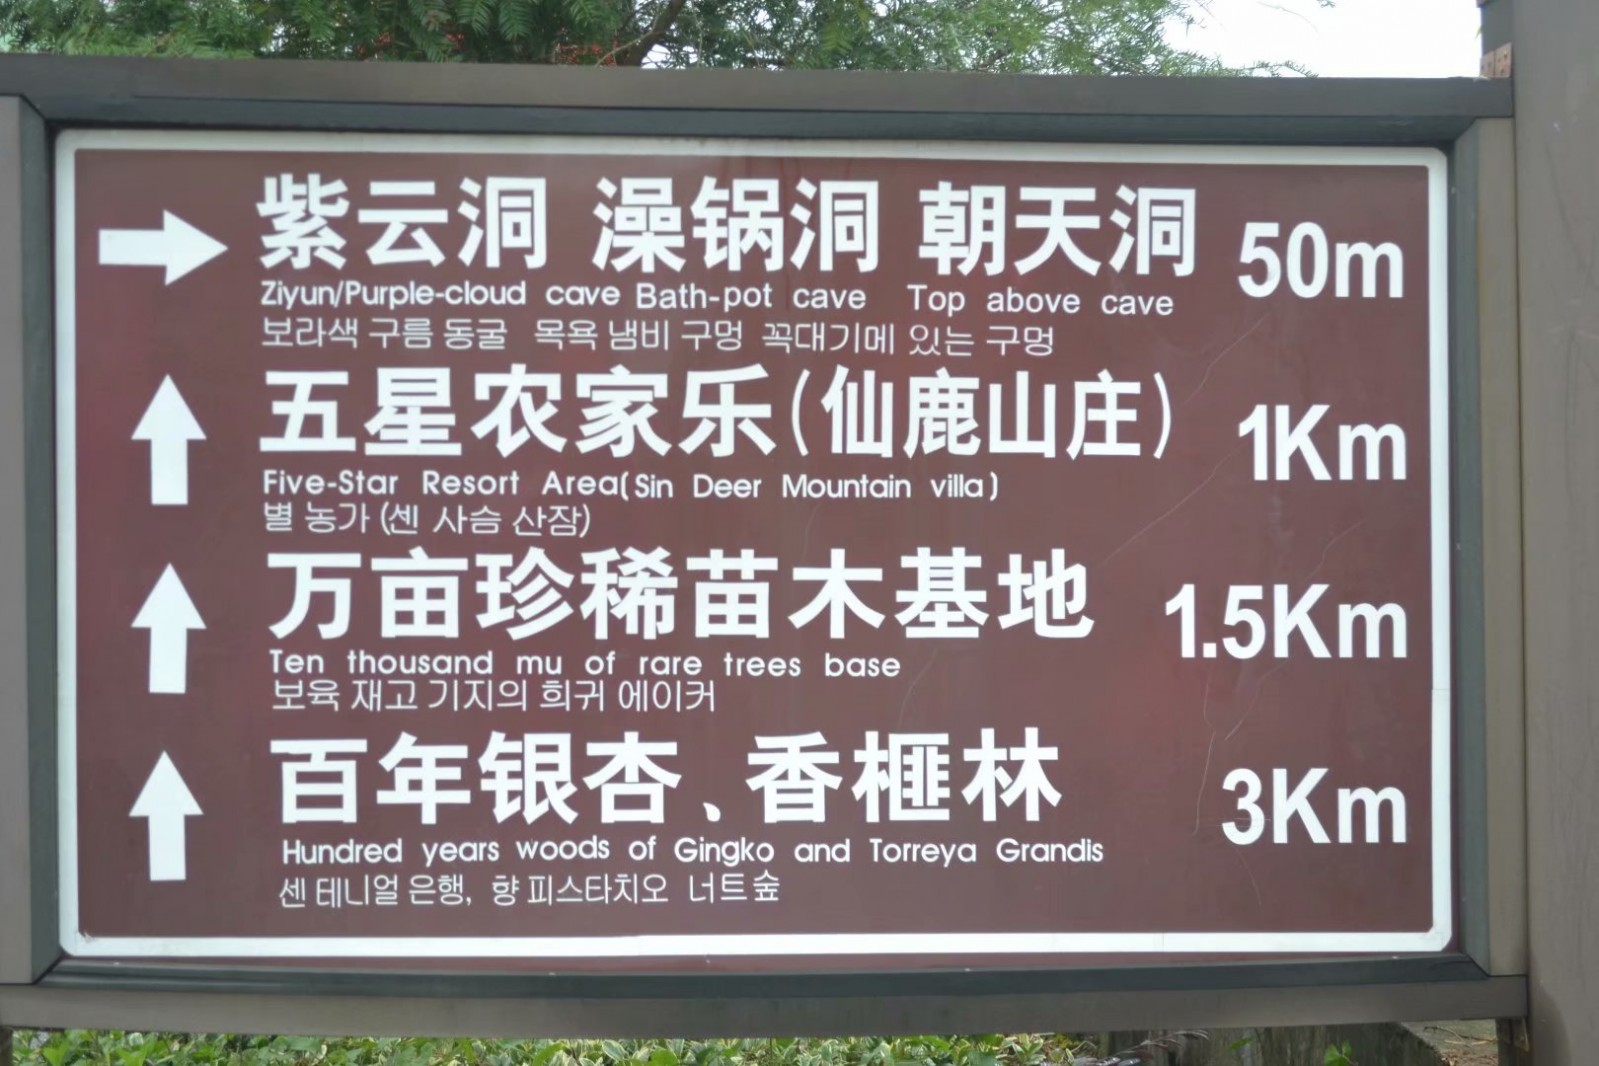 紫云洞 澡锅洞 朝天洞 50m
Ziyun/Purple-cloud cave Bath-pot cave Top above cave
보라색 구름 동굴 목욕 냄비 구멍 꼭대기에 있는 구멍
五星农家乐(仙鹿山庄) 1Km
Five-Star Resort Area(Sin Deer Mountain villa)
별 농가 (센 사슴 산잠)
万亩珍稀苗木基地 1.5Km
Ten thousand mu of rare trees base
보육 재고 기지의 희귀 에이커
百年银杏、香榧林 3Km
Hundred years woods of Gingko and Torreya Grandis
센 테니얼 은행, 향 피스타치오 너트 숲